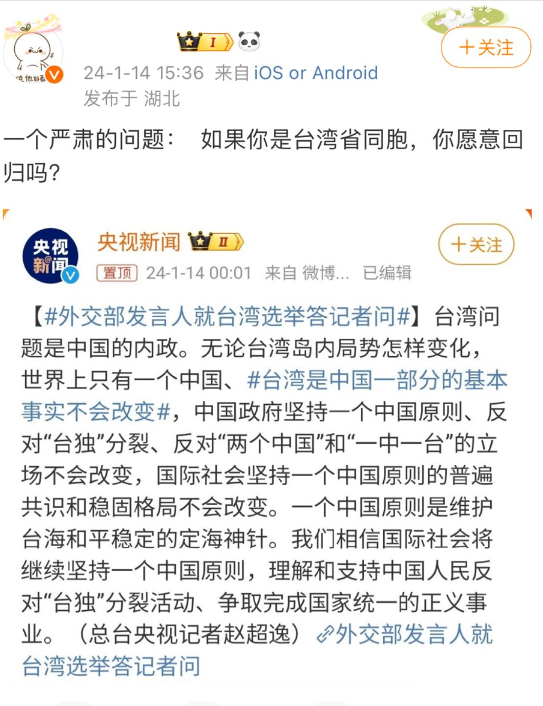 I
+关注
24-1-14 15:36 来自 iOS or Android
发布于 湖北
一个严肃的问题： 如果你是台湾省同胞，你愿意回
归吗？
央视新闻 II
+关注
央视
新闻
置顶 24-1-14 00:01 来自 微博... 已编辑
【#外交部发言人就台湾选举答记者问#】台湾问
题是中国的内政。无论台湾岛内局势怎样变化，
世界上只有一个中国、#台湾是中国一部分的基本
事实不会改变#，中国政府坚持一个中国原则、反
对“台独”分裂、反对“两个中国”和“一中一台”的立
场不会改变，国际社会坚持一个中国原则的普遍
共识和稳固格局不会改变。一个中国原则是维护
台海和平稳定的定海神针。我们相信国际社会将
继续坚持一个中国原则，理解和支持中国人民反
对“台独”分裂活动、争取完成国家统一的正义事
业。（总台央视记者赵超逸）外交部发言人就
台湾选举答记者问